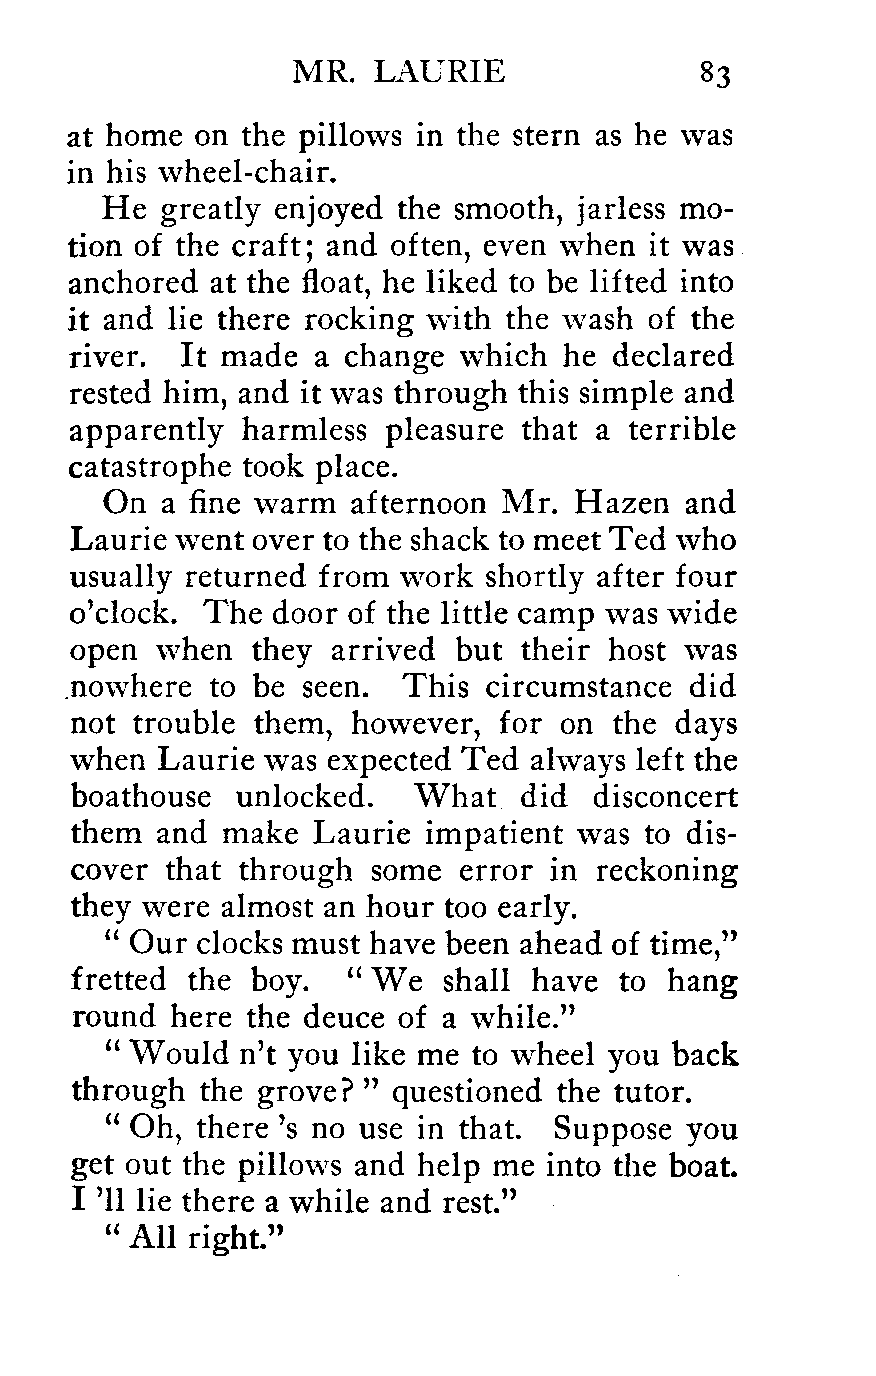 MR. LAURIE 83
at home on the pillows in the stern as he was
in his wheel-chair.
He greatly enjoyed the smooth, jarless mo-
tion of the craft; and often, even when it was
anchored at the float, he liked to be lifted into
it and lie there rocking with the wash of the
river. It made a change which he declared
rested him, and it was through this simple and
apparently harmless pleasure that a terrible
catastrophe took place.
On a fine warm afternoon Mr. Hazen and
Laurie went over to the shack to meet Ted who
usually returned from work shortly after four
o'clock. The door of the little camp was wide
open when they arrived but their host was
nowhere to be seen. This circumstance did
not trouble them, however, for on the days
when Laurie was expected Ted always left the
boathouse unlocked. What did disconcert
them and make Laurie impatient was to dis-
cover that through some error in reckoning
they were almost an hour too early.
“ Our clocks must have been ahead of time,”
fretted the boy. “ We shall have to hang
round here the deuce of a while.”
“ Would n't you like me to wheel you back
through the grove? ” questioned the tutor.
“ Oh, there 's no use in that. Suppose you
get out the pillows and help me into the boat.
I 'll lie there a while and rest.”
“ All right.”